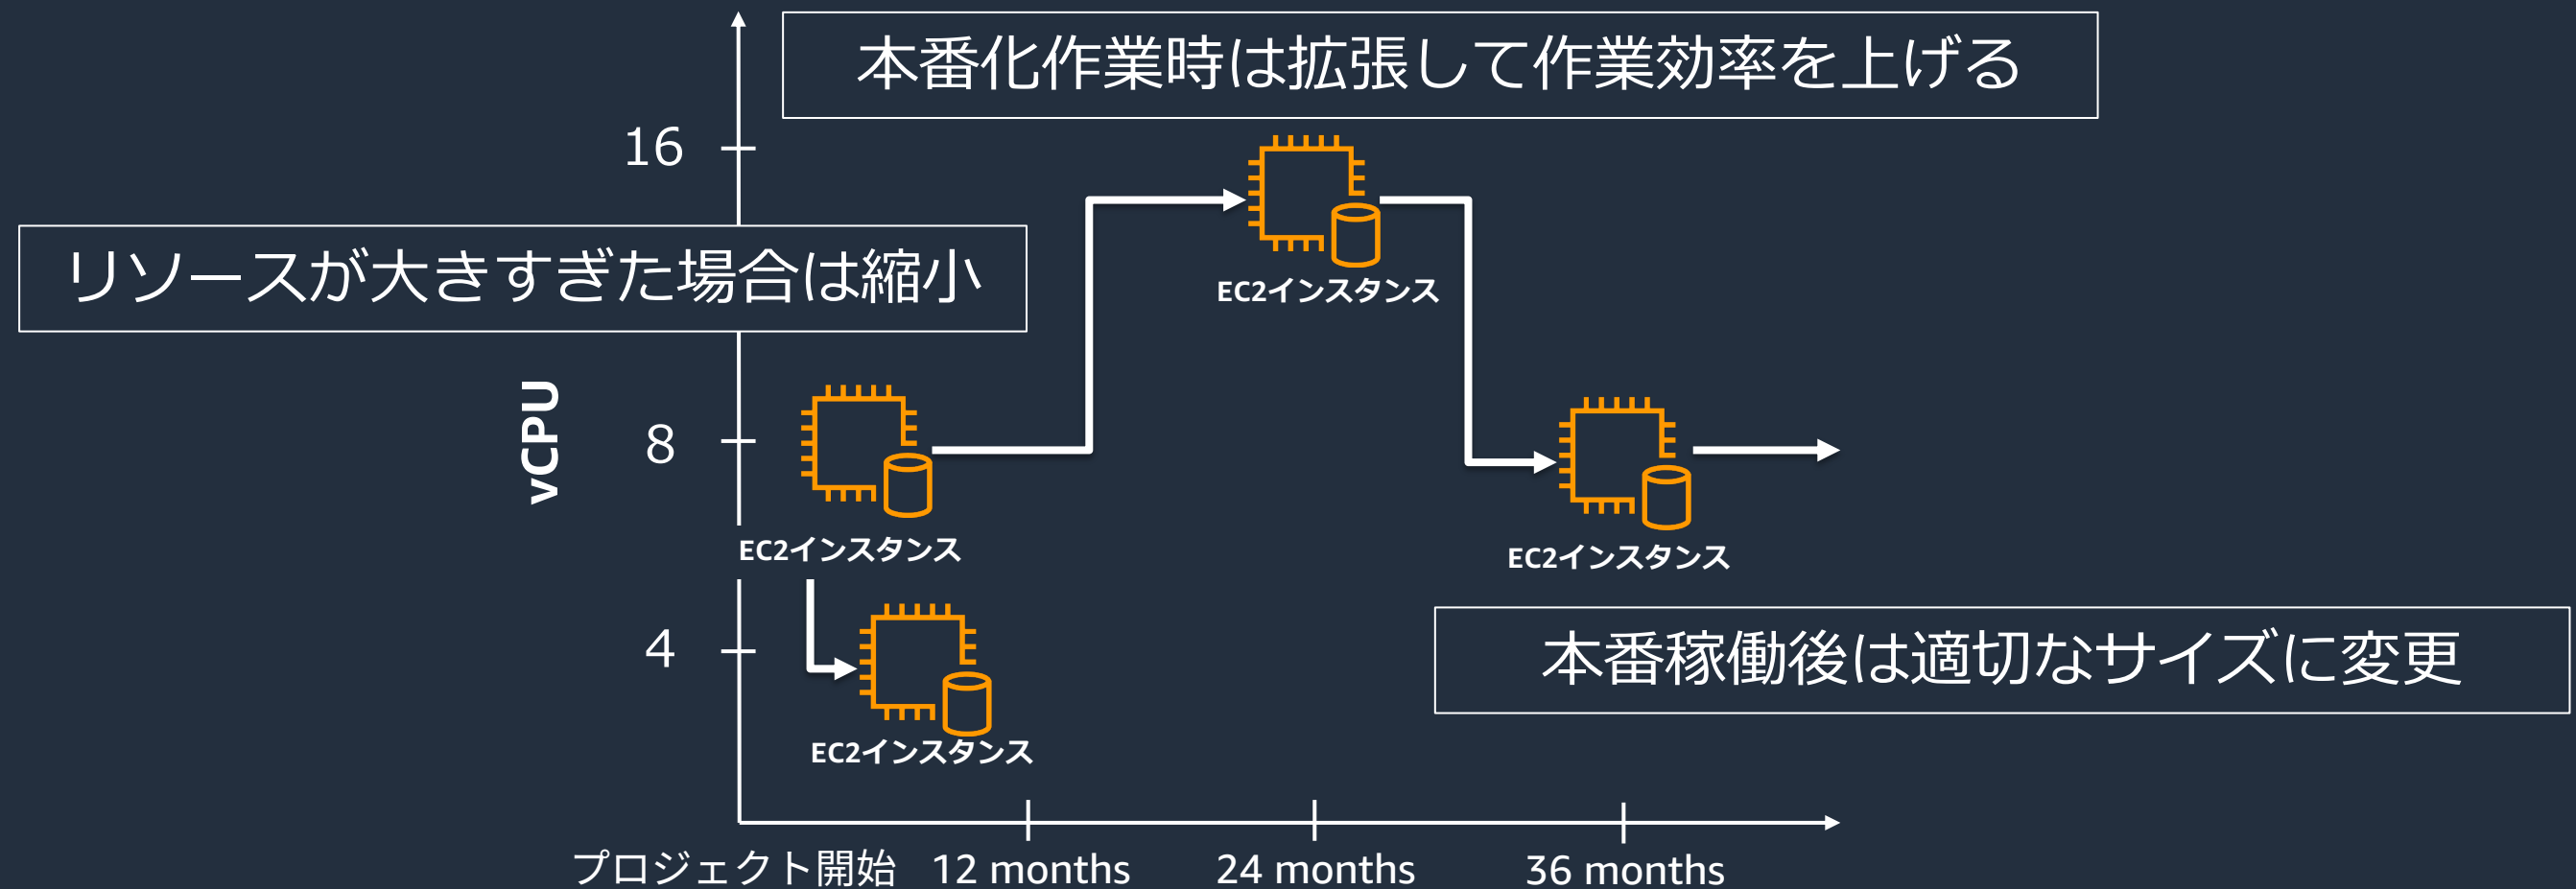 本番化作業時は拡張して作業効率を上げる
16
リソースが大きすぎた場合は縮小
EC2インスタンス
vCPU
8
EC2インスタンス
EC2インスタンス
4
本番稼働後は適切なサイズに変更
EC2インスタンス
プロジェクト開始
12 months
24 months
36 months